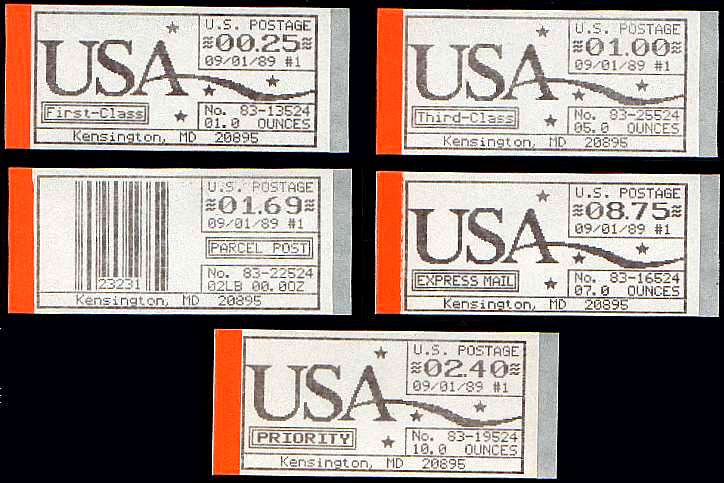 USA
U.S. POSTAGE
≈00.25≈
09/01/89 #1
First-Class
No. 83-13524
01.0 OUNCES
Kensington, MD 20895
USA
U.S. POSTAGE
≈01.00≈
09/01/89 #1
Third-Class
No. 83-25524
05.0 OUNCES
Kensington, MD 20895
23231
U.S. POSTAGE
≈01.69≈
09/01/89 #1
PARCEL POST
No. 83-22524
02LB 00.0OZ
Kensington, MD 20895
USA
U.S. POSTAGE
≈08.75≈
09/01/89 #1
EXPRESS MAIL
No. 83-16524
07.0 OUNCES
Kensington, MD 20895
USA
U.S. POSTAGE
≈02.40≈
09/01/89 #1
PRIORITY
No. 83-19524
10.0 OUNCES
Kensington, MD 20895